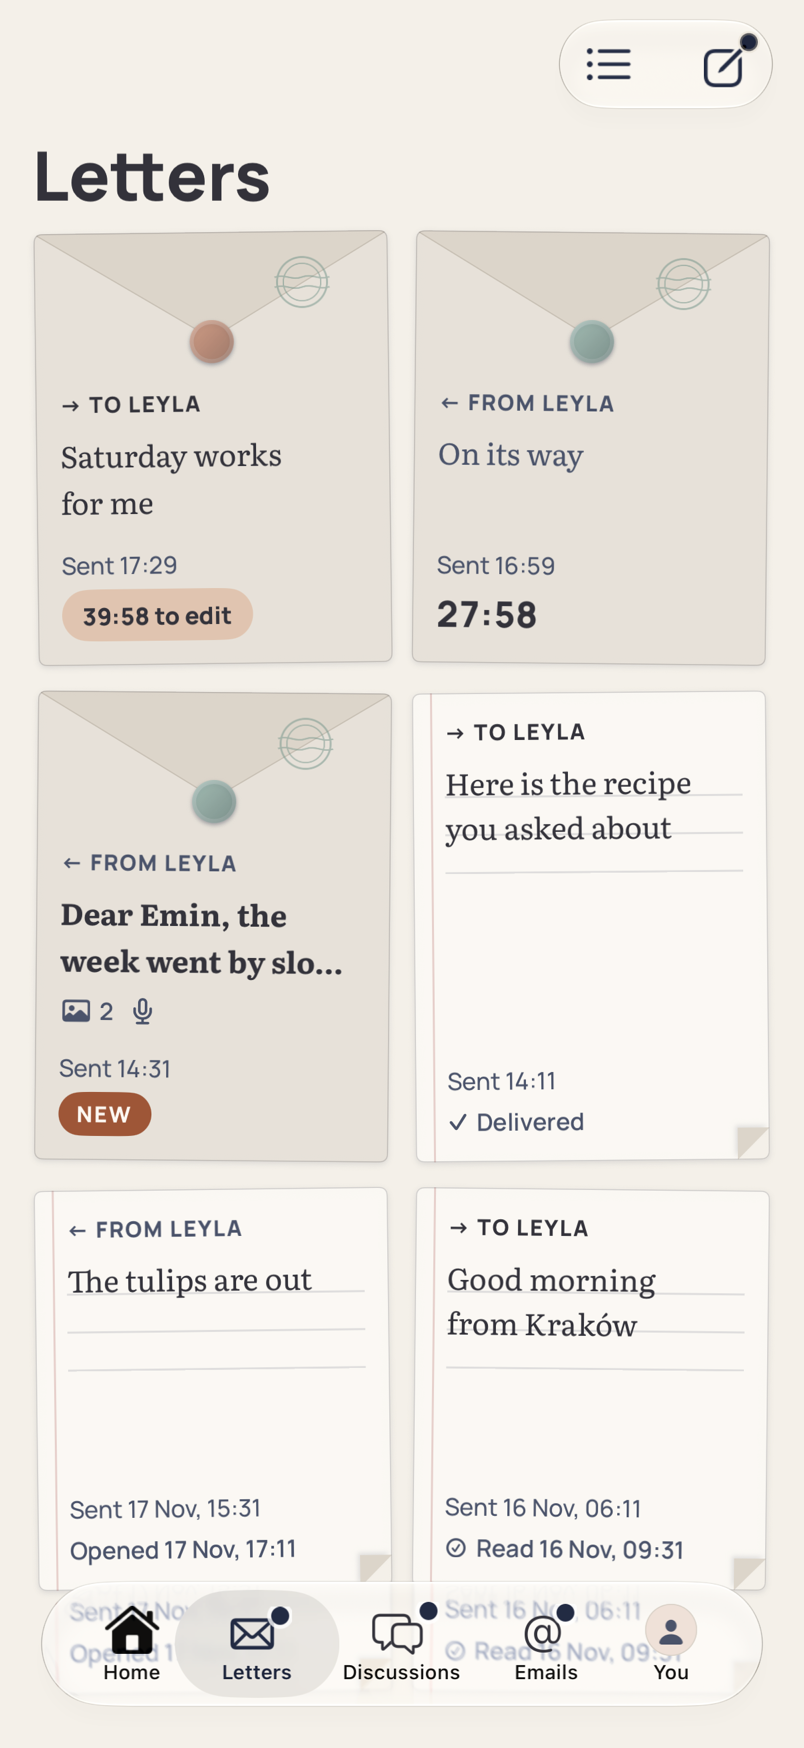 Letters
→ TO LEYLA
Saturday works
for me
Sent 17:29
39:58 to edit
← FROM LEYLA
On its way
Sent 16:59
27:58
← FROM LEYLA
Dear Emin, the
week went by slo...
2
Sent 14:31
NEW
→ TO LEYLA
Here is the recipe
you asked about
Sent 14:11
Delivered
← FROM LEYLA
The tulips are out
Sent 17 Nov, 15:31
Opened 17 Nov, 17:11
→ TO LEYLA
Good morning
from Kraków
Sent 16 Nov, 06:11
Read 16 Nov, 09:31
Home
Letters
Discussions
Emails
You